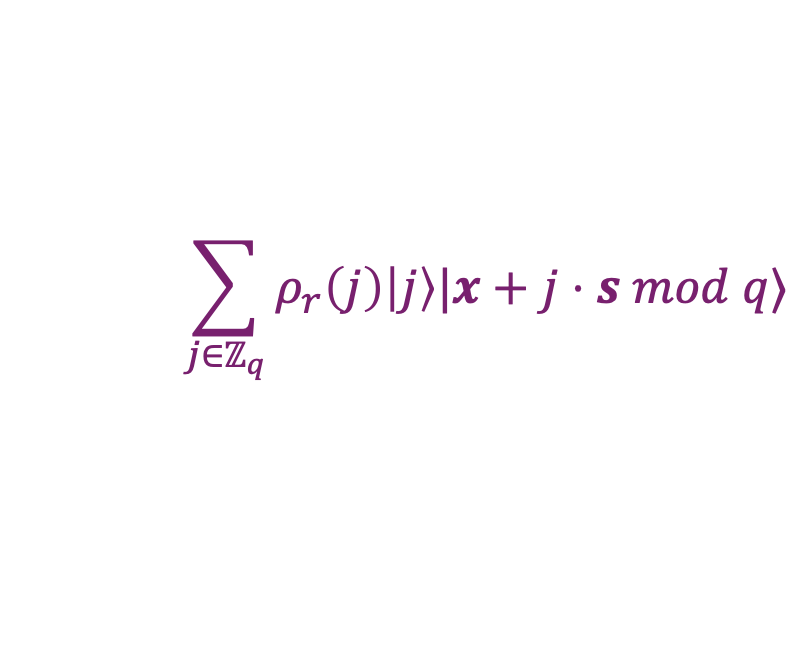 ∑ ρ_r(j)|j⟩|𝒙 + j · 𝒔 mod q⟩
j∈ℤ_q